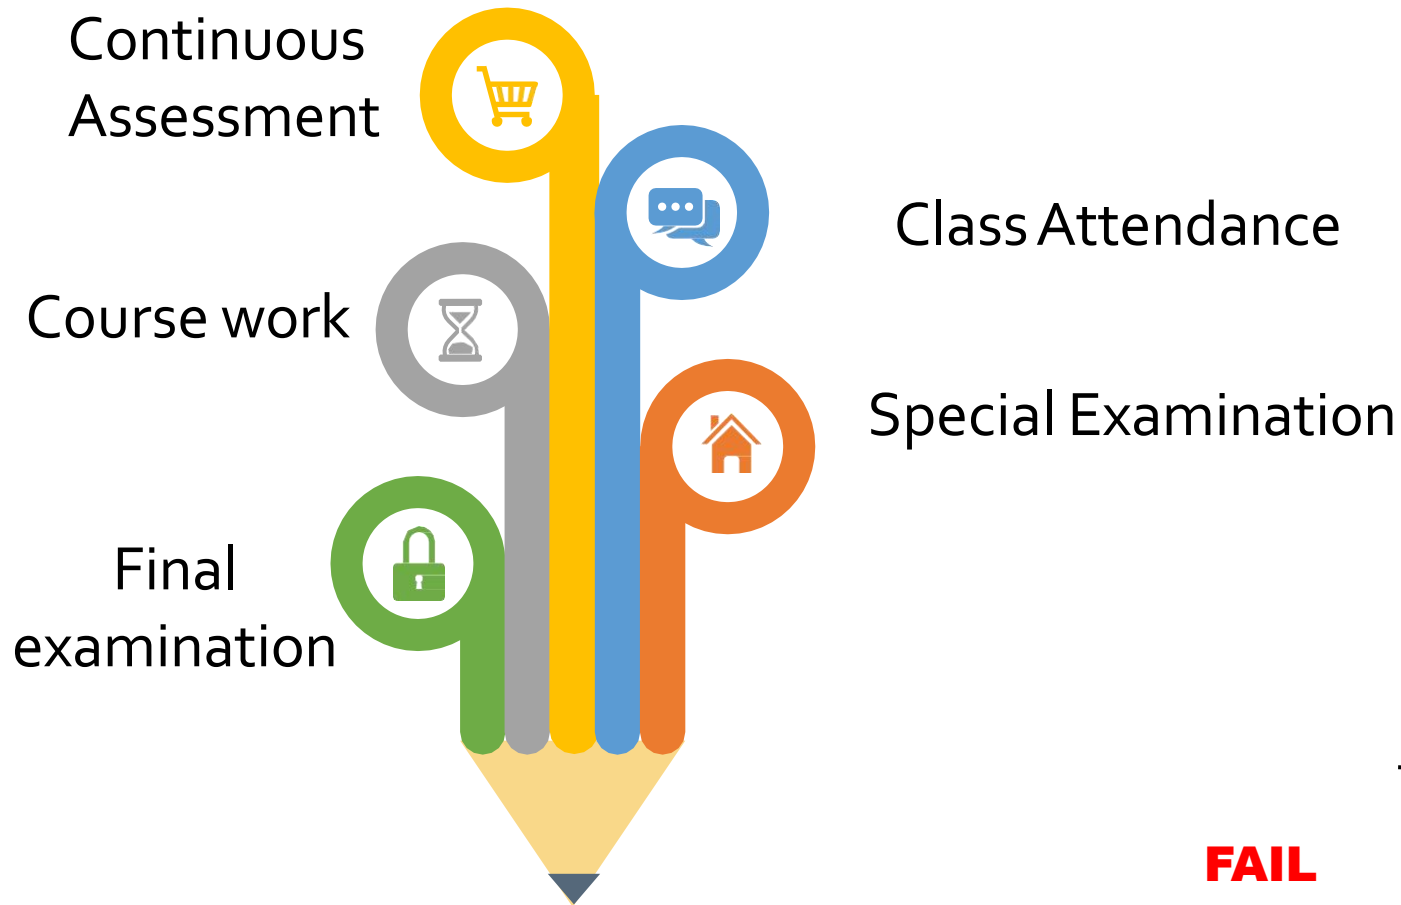 Continuous
Assessment
Class Attendance
Course work
Special Examination
Final
examination
.
FAIL